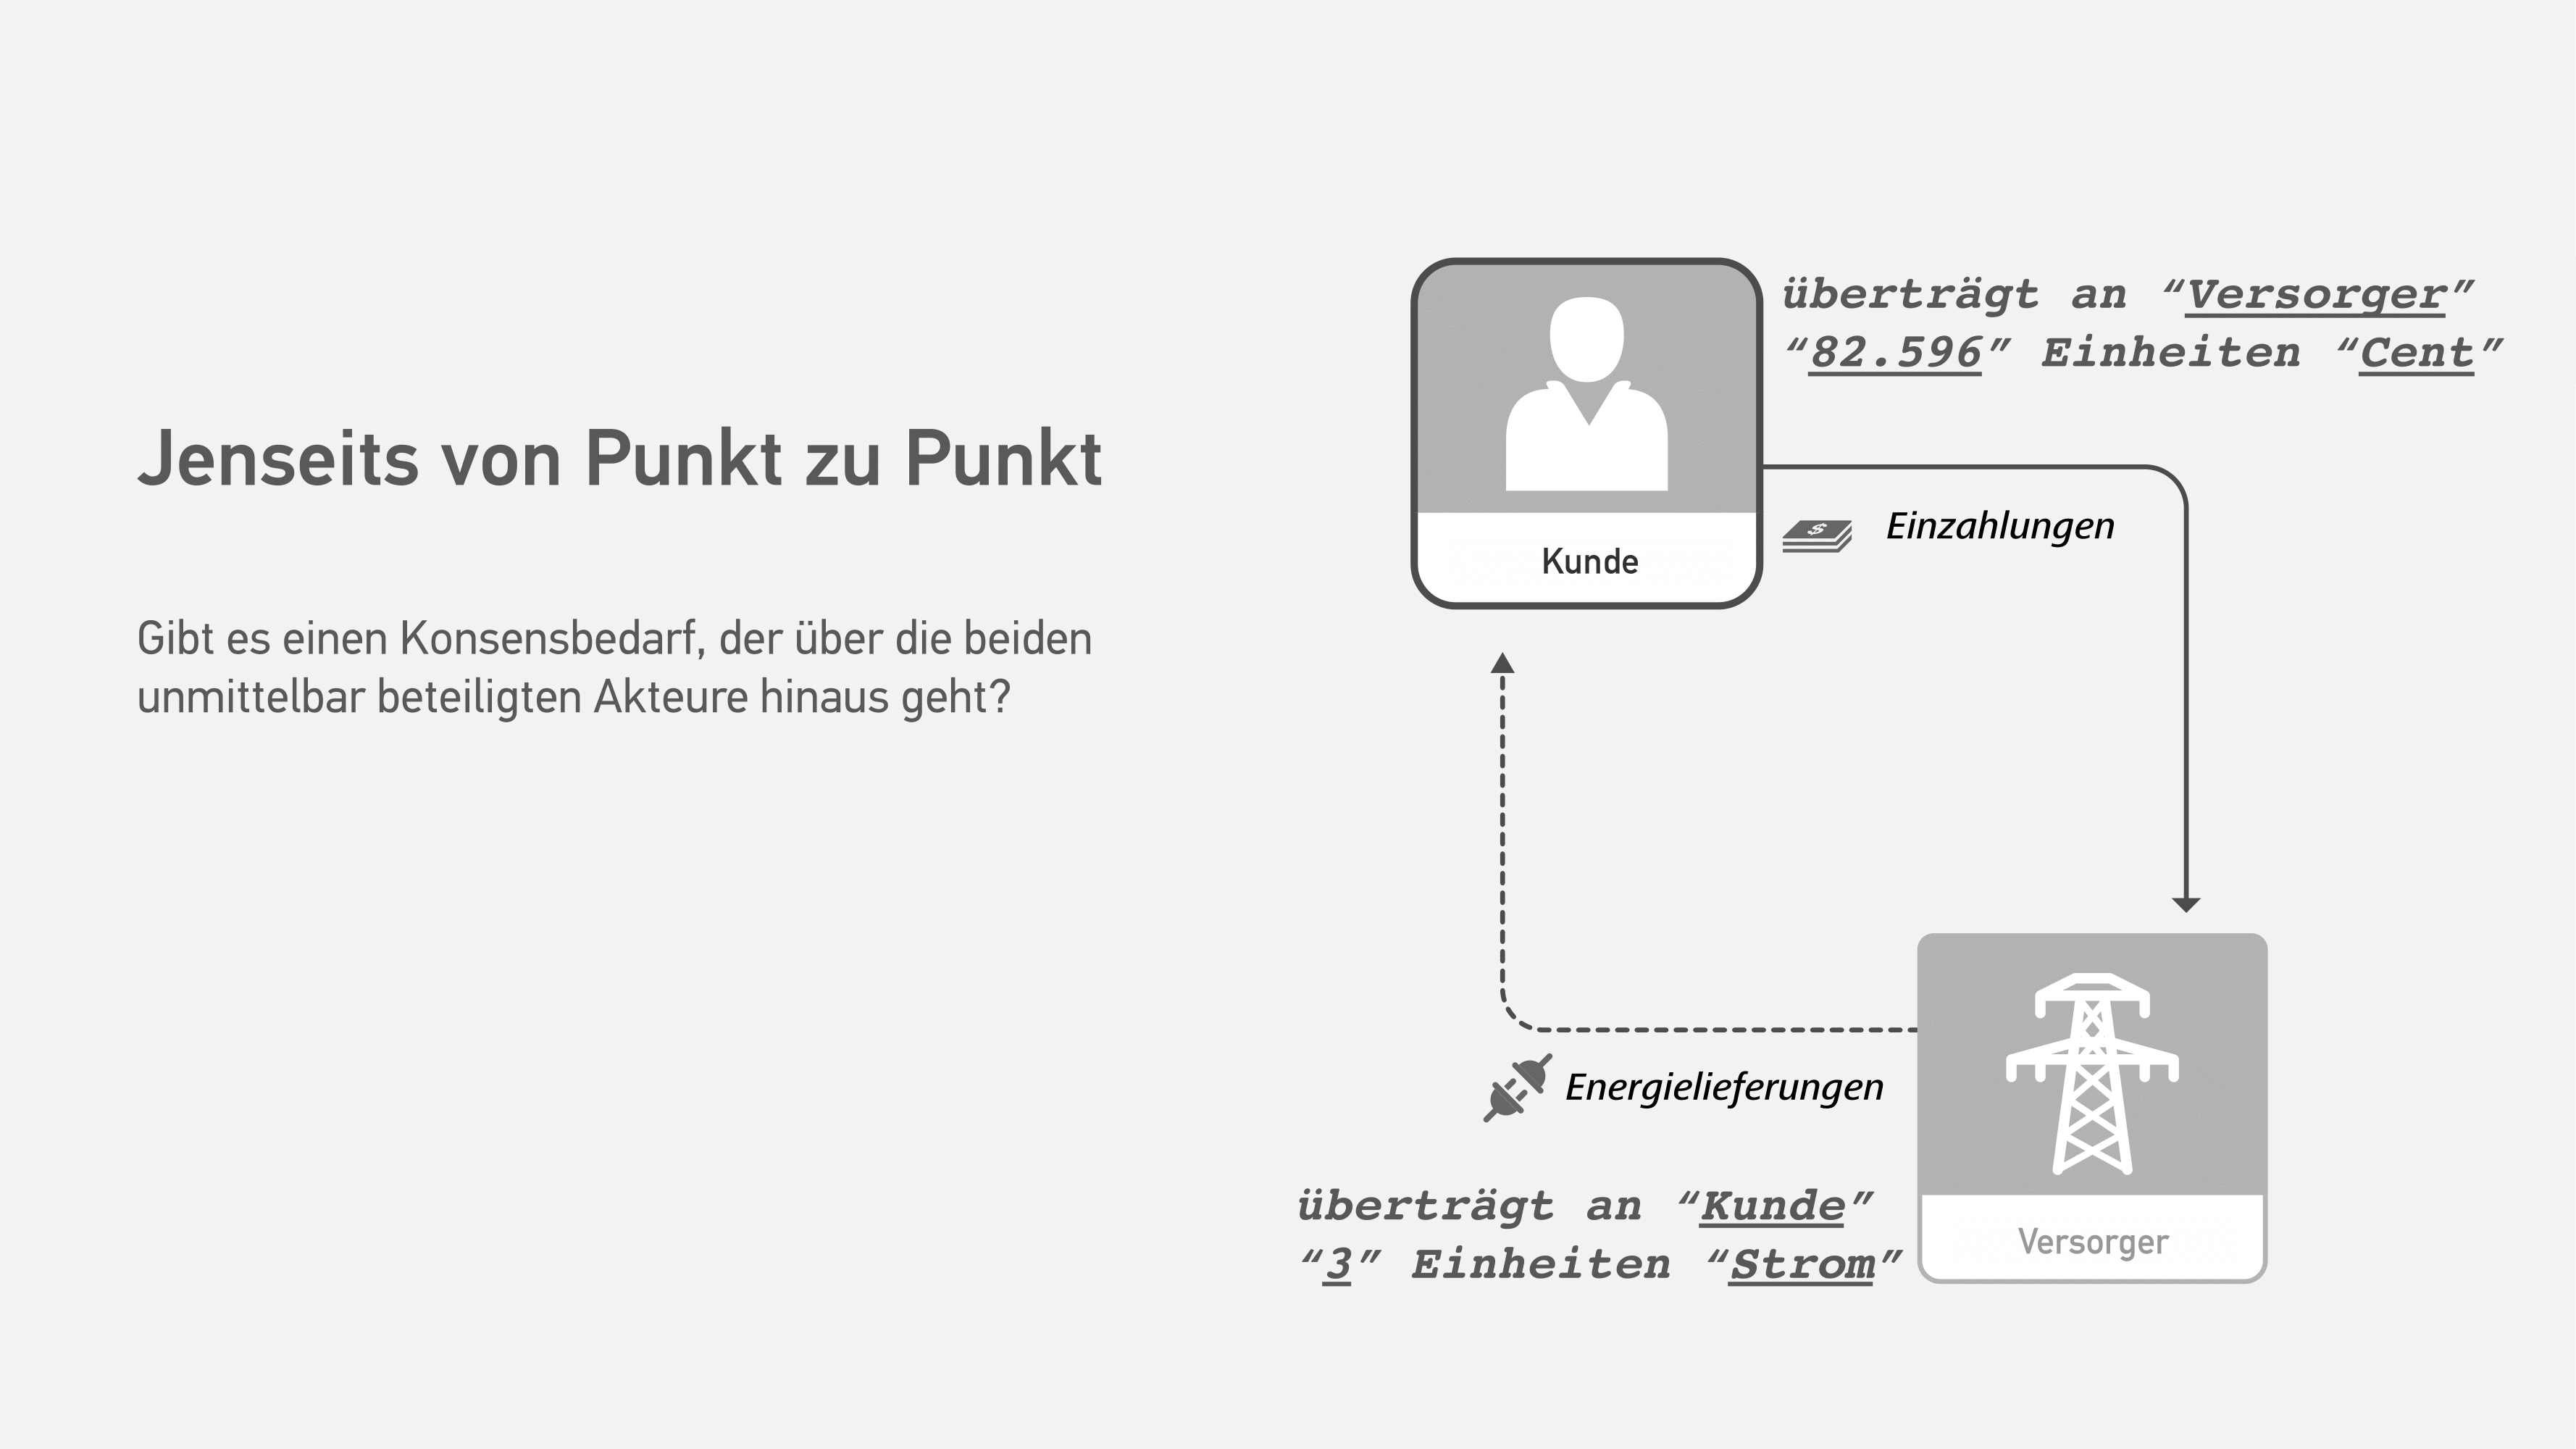 Jenseits von Punkt zu Punkt
Gibt es einen Konsensbedarf, der über die beiden
unmittelbar beteiligten Akteure hinaus geht?
überträgt an “Versorger”
“82.596” Einheiten “Cent”
$
Einzahlungen
Kunde
Energielieferungen
überträgt an “Kunde”
“3” Einheiten “Strom”
Versorger